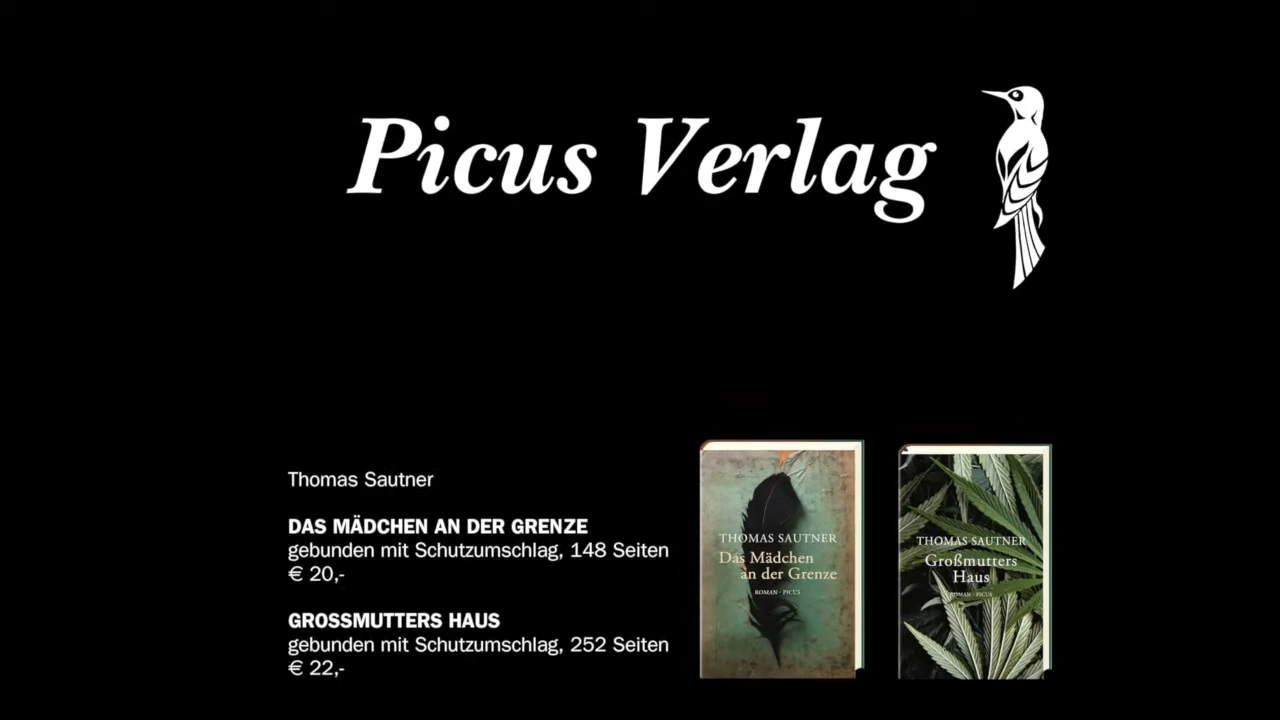 Picus Verlag
Thomas Sautner
DAS MÄDCHEN AN DER GRENZE
gebunden mit Schutzumschlag, 148 Seiten
€ 20,-
GROSSMUTTERS HAUS
gebunden mit Schutzumschlag, 252 Seiten
€ 22,-
THOMAS SAUTNER
Das Mädchen
an der Grenze
ROMAN · PICUS
THOMAS SAUTNER
Großmutters
Haus
ROMAN · PICUS